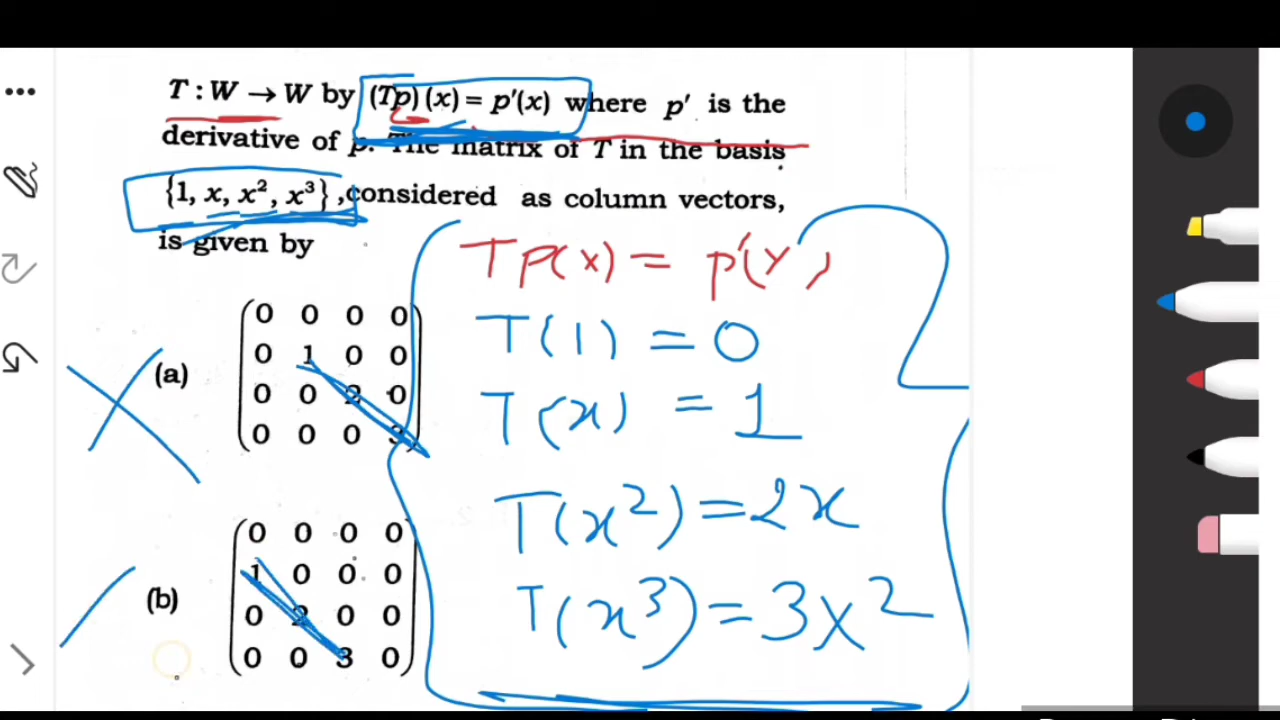 T : W → W by (Tp) (x) = p′(x) where p′ is the
derivative of p. The matrix of T in the basis
{1, x, x², x³} , considered as column vectors,
is given by
Tp(x) = p′(x)
T(1) = 0
T(x) = 1
T(x²) = 2x
T(x³) = 3x²
(a)
0 0 0 0
0 1 0 0
0 0 2 0
0 0 0 3
(b)
0 0 0 0
1 0 0 0
0 2 0 0
0 0 3 0